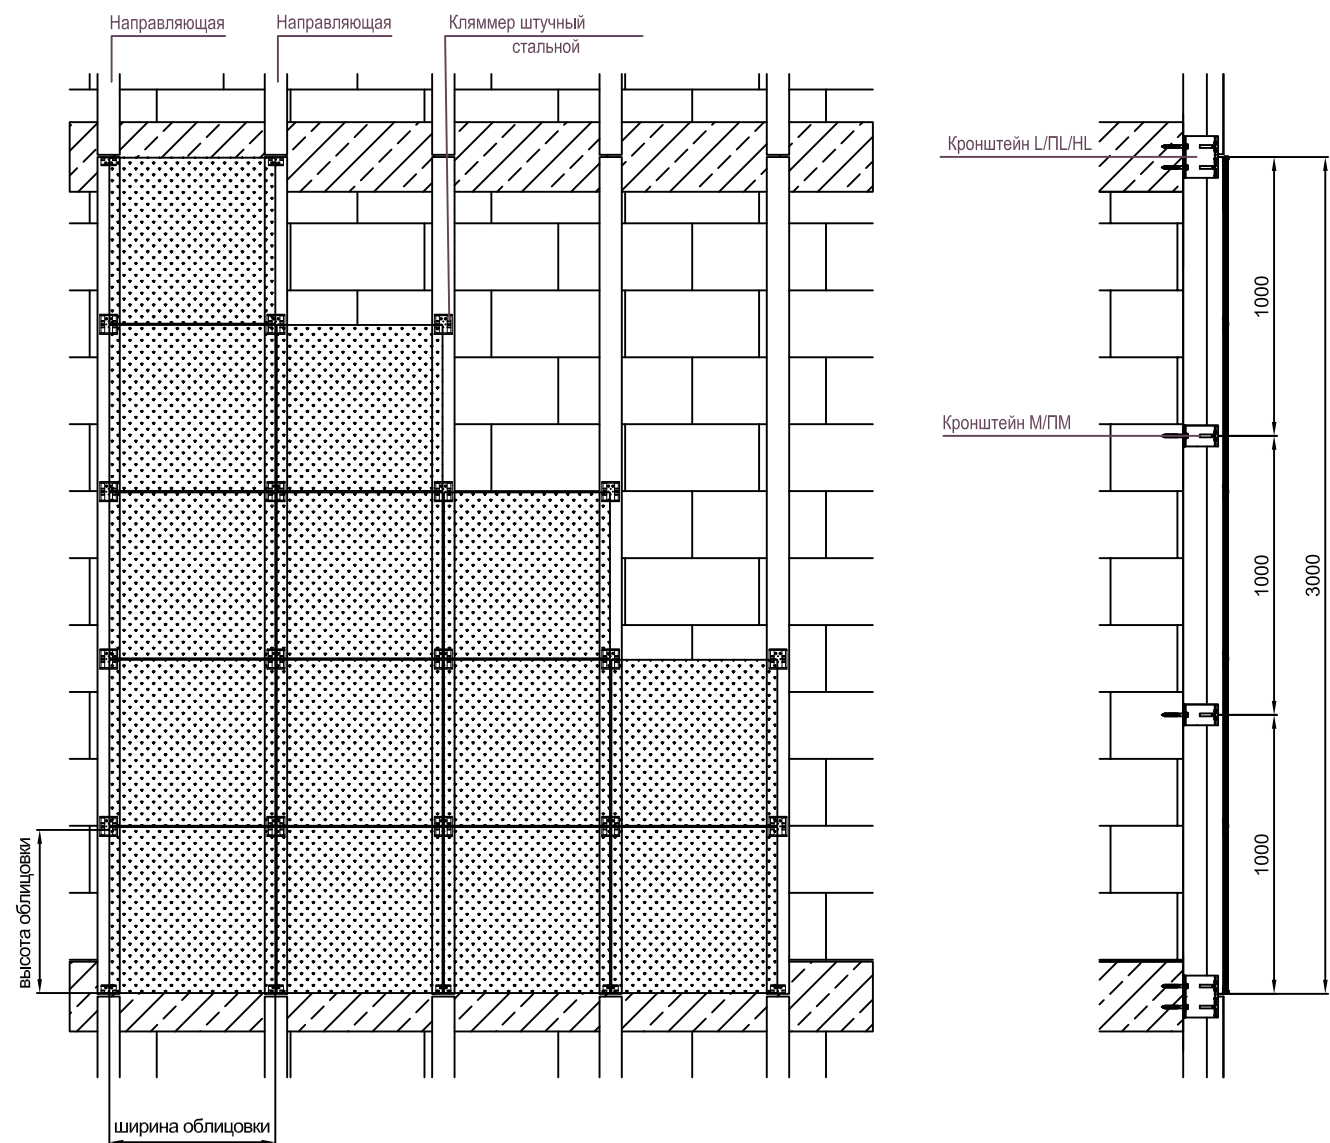 Направляющая
Направляющая
Кляммер штучный
стальной
Кронштейн L/ПL/HL
Кронштейн М/ПМ
1000
1000
1000
3000
высота облицовки
ширина облицовки